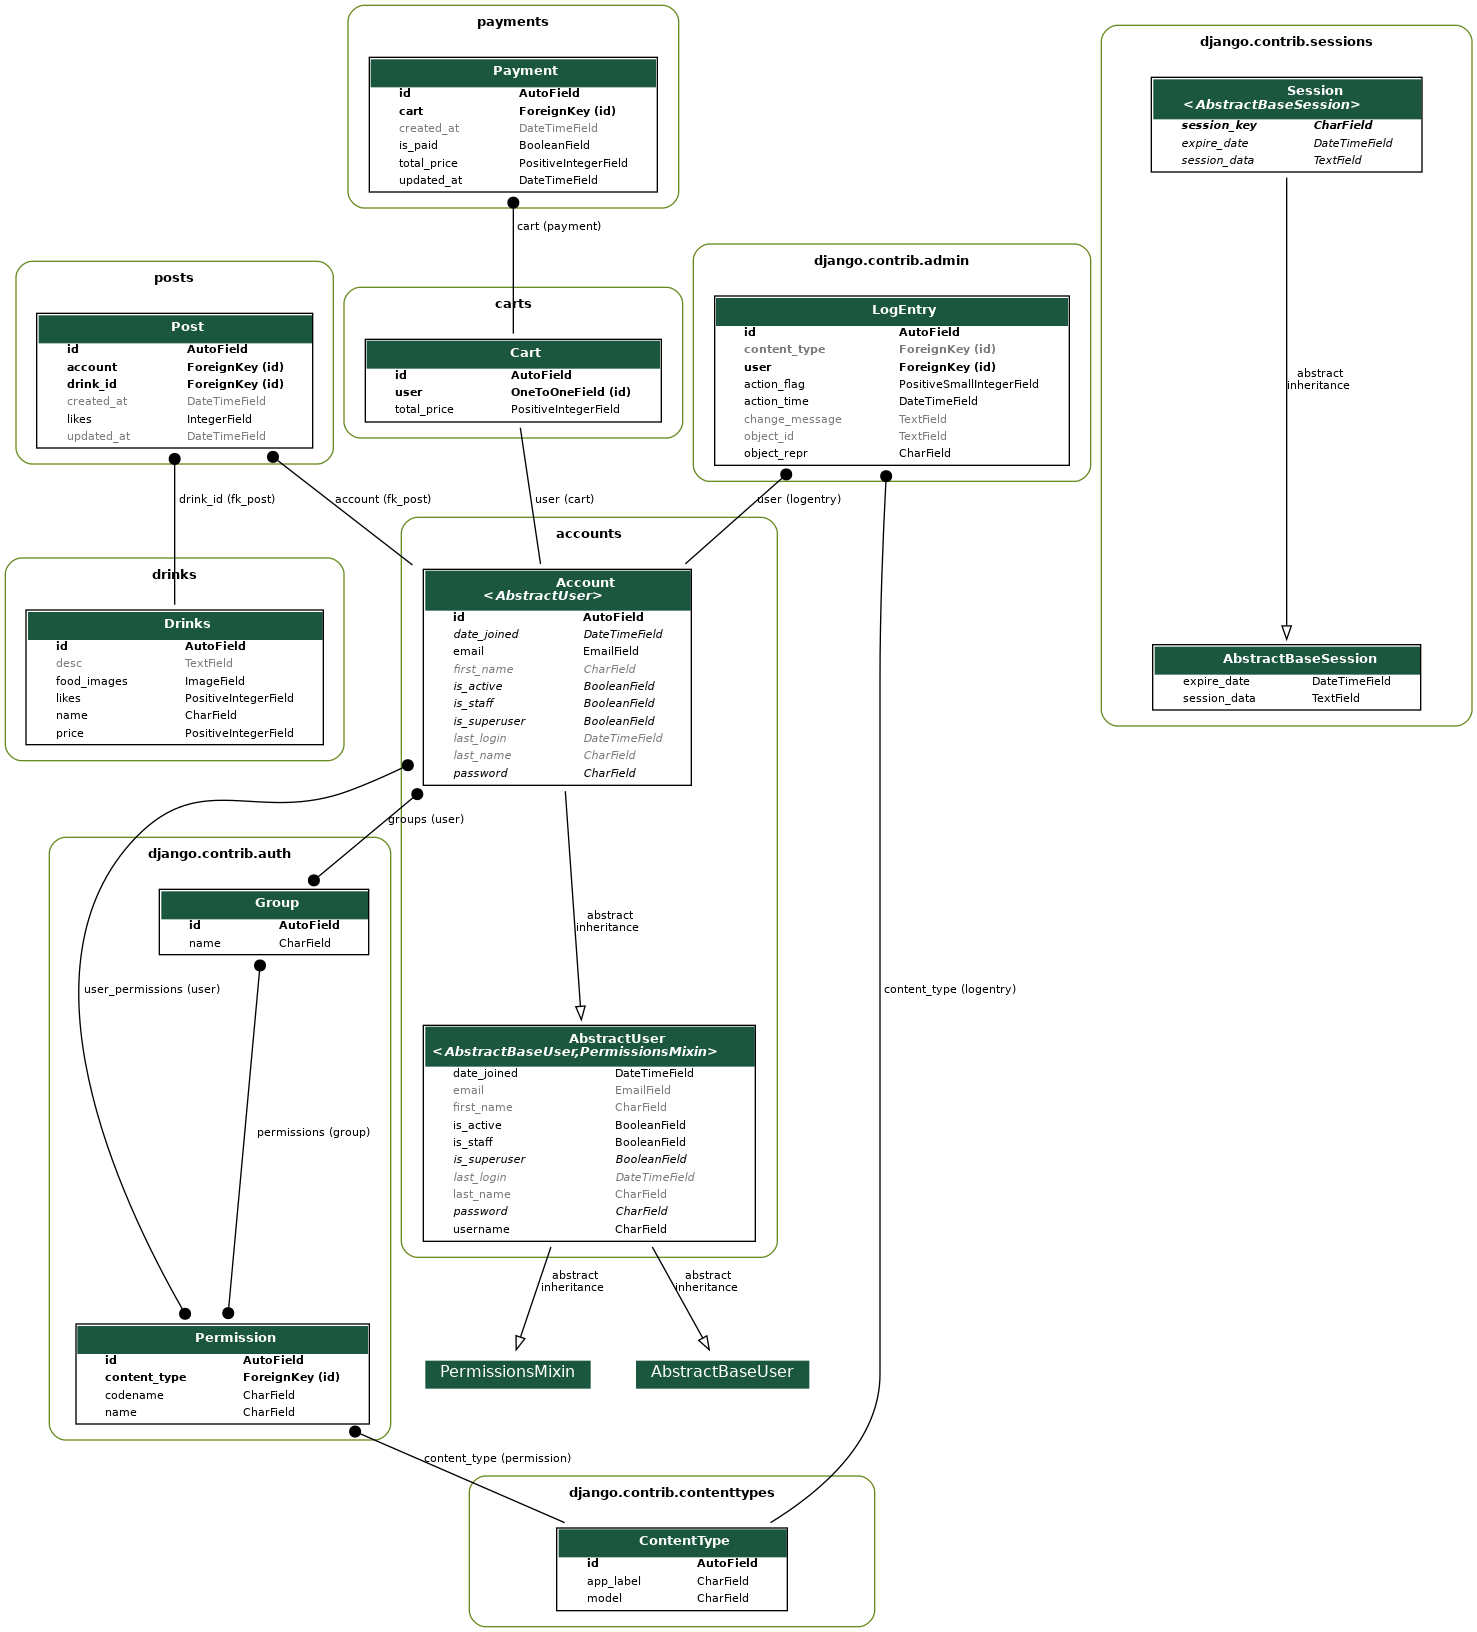 payments
Payment
id AutoField
cart ForeignKey (id)
created_at DateTimeField
is_paid BooleanField
total_price PositiveIntegerField
updated_at DateTimeField
cart (payment)
django.contrib.sessions
Session
<AbstractBaseSession>
session_key CharField
expire_date DateTimeField
session_data TextField
abstract
inheritance
AbstractBaseSession
expire_date DateTimeField
session_data TextField
posts
Post
id AutoField
account ForeignKey (id)
drink_id ForeignKey (id)
created_at DateTimeField
likes IntegerField
updated_at DateTimeField
drink_id (fk_post)
account (fk_post)
carts
Cart
id AutoField
user OneToOneField (id)
total_price PositiveIntegerField
user (cart)
django.contrib.admin
LogEntry
id AutoField
content_type ForeignKey (id)
user ForeignKey (id)
action_flag PositiveSmallIntegerField
action_time DateTimeField
change_message TextField
object_id TextField
object_repr CharField
user (logentry)
content_type (logentry)
drinks
Drinks
id AutoField
desc TextField
food_images ImageField
likes PositiveIntegerField
name CharField
price PositiveIntegerField
accounts
Account
<AbstractUser>
id AutoField
date_joined DateTimeField
email EmailField
first_name CharField
is_active BooleanField
is_staff BooleanField
is_superuser BooleanField
last_login DateTimeField
last_name CharField
password CharField
groups (user)
abstract
inheritance
AbstractUser
<AbstractBaseUser,PermissionsMixin>
date_joined DateTimeField
email EmailField
first_name CharField
is_active BooleanField
is_staff BooleanField
is_superuser BooleanField
last_login DateTimeField
last_name CharField
password CharField
username CharField
abstract
inheritance
abstract
inheritance
PermissionsMixin
AbstractBaseUser
django.contrib.auth
Group
id AutoField
name CharField
user_permissions (user)
permissions (group)
Permission
id AutoField
content_type ForeignKey (id)
codename CharField
name CharField
content_type (permission)
django.contrib.contenttypes
ContentType
id AutoField
app_label CharField
model CharField